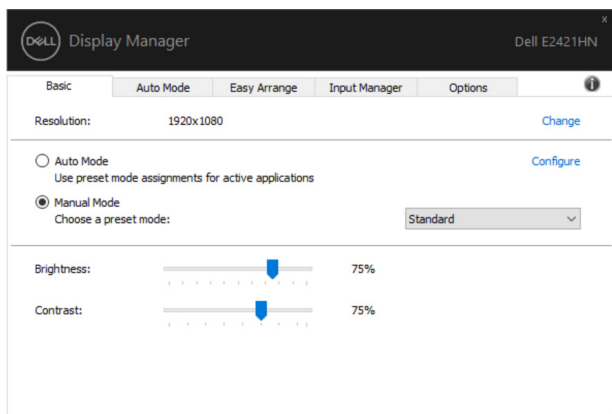 x
DELL Display Manager Dell E2421HN
Basic Auto Mode Easy Arrange Input Manager Options i
Resolution: 1920x1080 Change
Auto Mode Configure
Use preset mode assignments for active applications
Manual Mode
Choose a preset mode: Standard
Brightness: 75%
Contrast: 75%